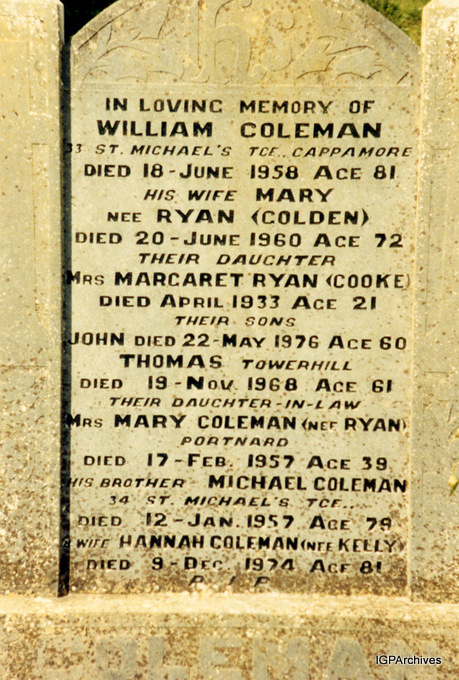 IHS
IN LOVING MEMORY OF
WILLIAM COLEMAN
33 ST. MICHAEL'S TCE., CAPPAMORE
DIED 18-JUNE 1958 AGE 81
HIS WIFE MARY
NEE RYAN (COLDEN)
DIED 20-JUNE 1960 AGE 72
THEIR DAUGHTER
MRS MARGARET RYAN (COOKE)
DIED APRIL 1933 AGE 21
THEIR SONS
JOHN DIED 22-MAY 1976 AGE 60
THOMAS TOWERHILL
DIED 19-NOV. 1968 AGE 61
THEIR DAUGHTER-IN-LAW
MRS MARY COLEMAN (NEE RYAN)
PORTNARD
DIED 17-FEB. 1957 AGE 39
HIS BROTHER MICHAEL COLEMAN
34 ST. MICHAEL'S TCE..
DIED 12-JAN. 1957 AGE 79
& WIFE HANNAH COLEMAN (NEE KELLY)
DIED 9-DEC. 1974 AGE 81
R.I.P.
COLEMAN
IGPArchives